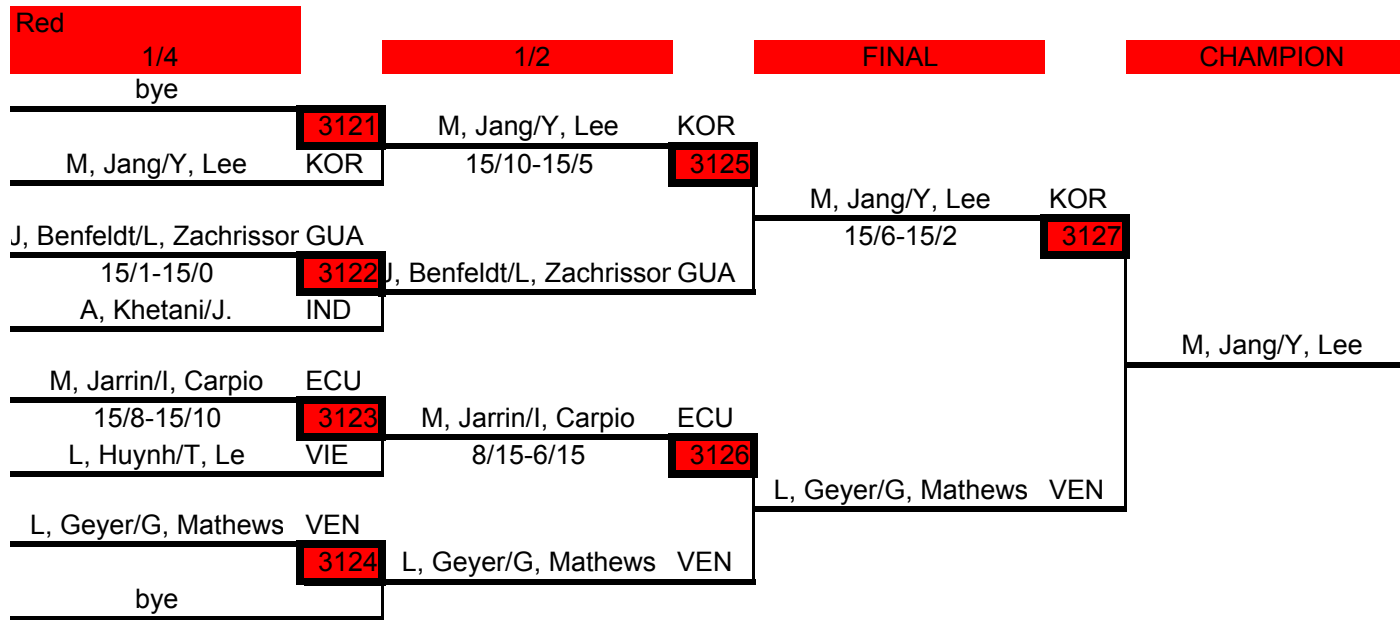 Red
1/4 1/2 FINAL CHAMPION
bye
3121 M, Jang/Y, Lee KOR
M, Jang/Y, Lee KOR 15/10-15/5 3125
M, Jang/Y, Lee KOR
J, Benfeldt/L, Zachrissor GUA 15/6-15/2 3127
15/1-15/0 3122 J, Benfeldt/L, Zachrissor GUA
A, Khetani/J. IND
M, Jang/Y, Lee
M, Jarrin/I, Carpio ECU
15/8-15/10 3123 M, Jarrin/I, Carpio ECU
L, Huynh/T, Le VIE 8/15-6/15 3126
L, Geyer/G, Mathews VEN
L, Geyer/G, Mathews VEN
3124 L, Geyer/G, Mathews VEN
bye